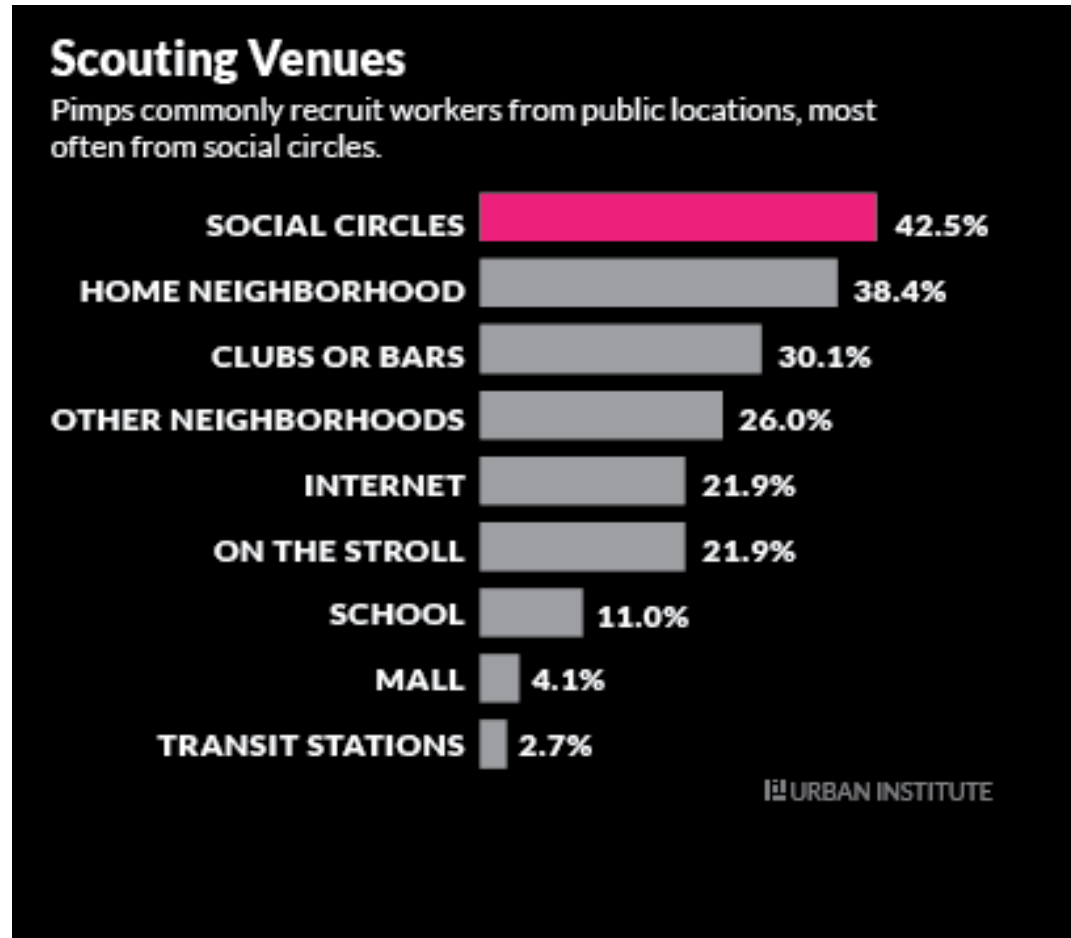 Scouting Venues
Pimps commonly recruit workers from public locations, most
often from social circles.
SOCIAL CIRCLES 42.5%
HOME NEIGHBORHOOD 38.4%
CLUBS OR BARS 30.1%
OTHER NEIGHBORHOODS 26.0%
INTERNET 21.9%
ON THE STROLL 21.9%
SCHOOL 11.0%
MALL 4.1%
TRANSIT STATIONS 2.7%
URBAN INSTITUTE